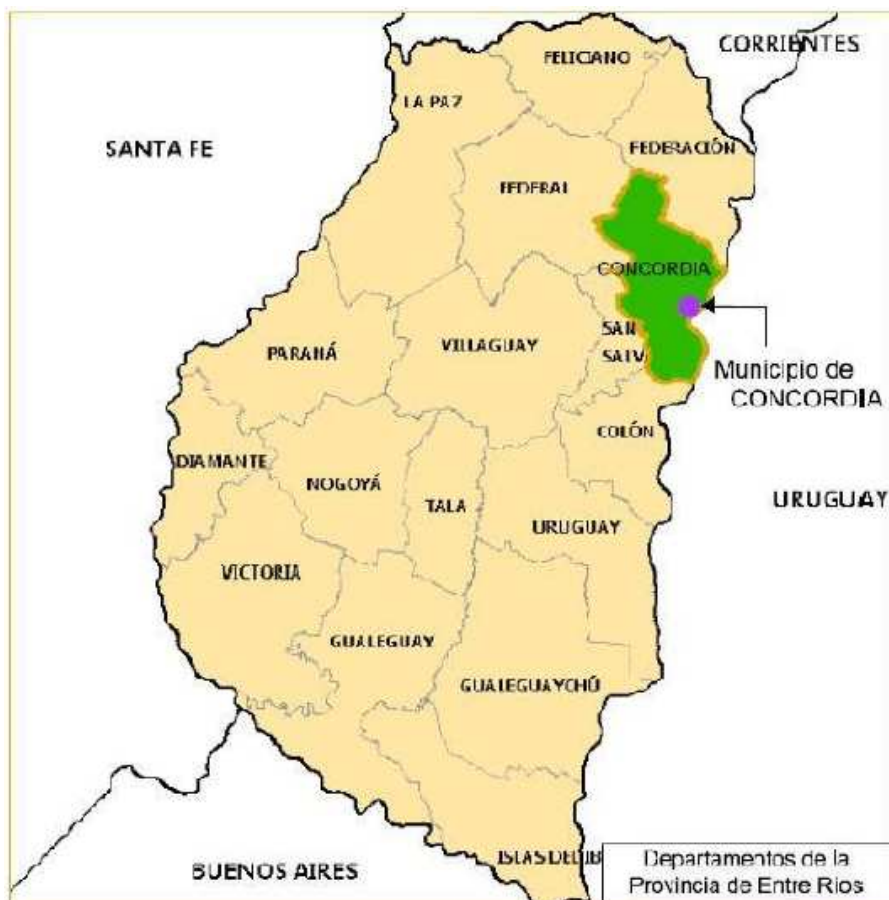 CORRIENTES
FELICIANO
LA PAZ
SANTA FE
FEDERACIÓN
FEDERAL
CONCORDIA
SAN
SALV
VILLAGUAY
PARANÁ
Municipio de
CONCORDIA
COLÓN
DIAMANTE
NOGOYÁ
TALA
URUGUAY
URUGUAY
VICTORIA
GUALEGUAY
GUALEGUAYCHÚ
BUENOS AIRES
ISLAS DEL IB
Departamentos de la
Provincia de Entre Rios